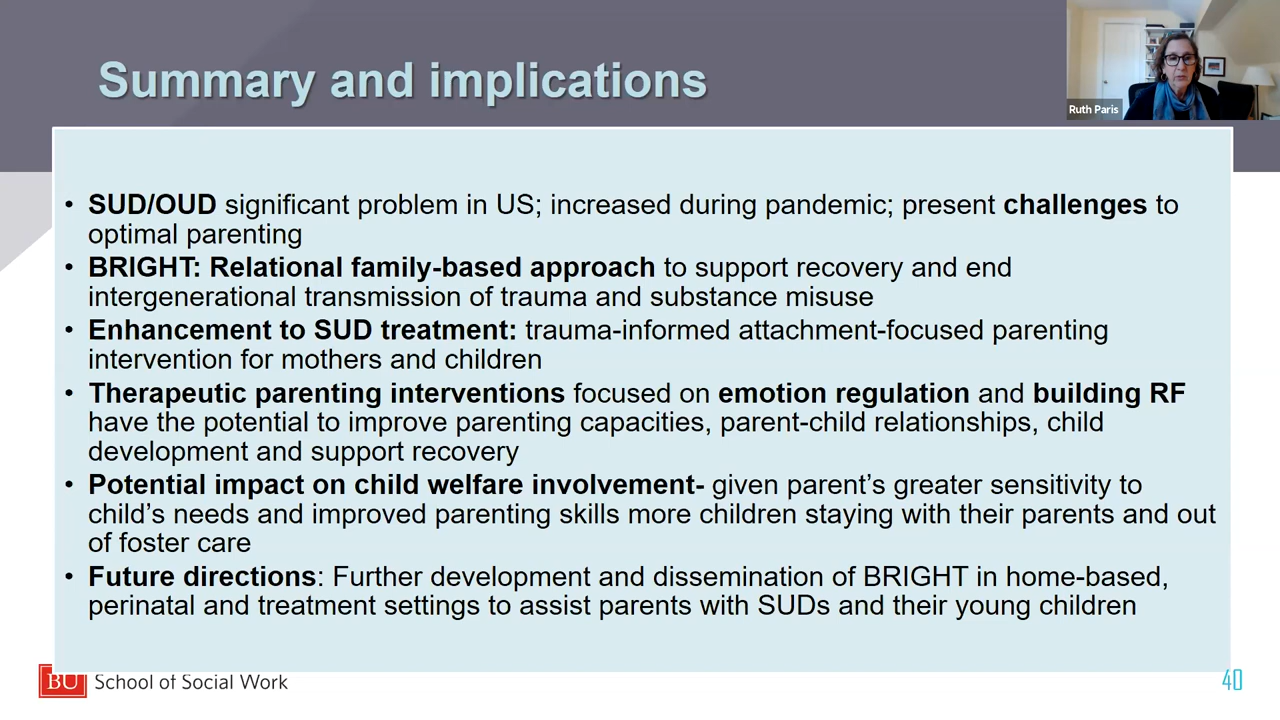 Summary and implications
Ruth Paris
• SUD/OUD significant problem in US; increased during pandemic; present challenges to
optimal parenting
• BRIGHT: Relational family-based approach to support recovery and end
intergenerational transmission of trauma and substance misuse
• Enhancement to SUD treatment: trauma-informed attachment-focused parenting
intervention for mothers and children
• Therapeutic parenting interventions focused on emotion regulation and building RF
have the potential to improve parenting capacities, parent-child relationships, child
development and support recovery
• Potential impact on child welfare involvement- given parent’s greater sensitivity to
child’s needs and improved parenting skills more children staying with their parents and out
of foster care
• Future directions: Further development and dissemination of BRIGHT in home-based,
perinatal and treatment settings to assist parents with SUDs and their young children
BU School of Social Work
40